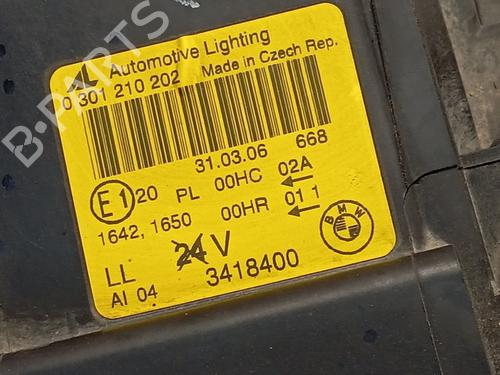 AL Automotive Lighting
0 301 210 202 Made in Czech Rep.
31.03.06 668
E1 20 PL 00HC ← 02A
1642, 1650 00HR ← 01 1
24 V
LL
AI 04 3418400
BMW
B-PARTS